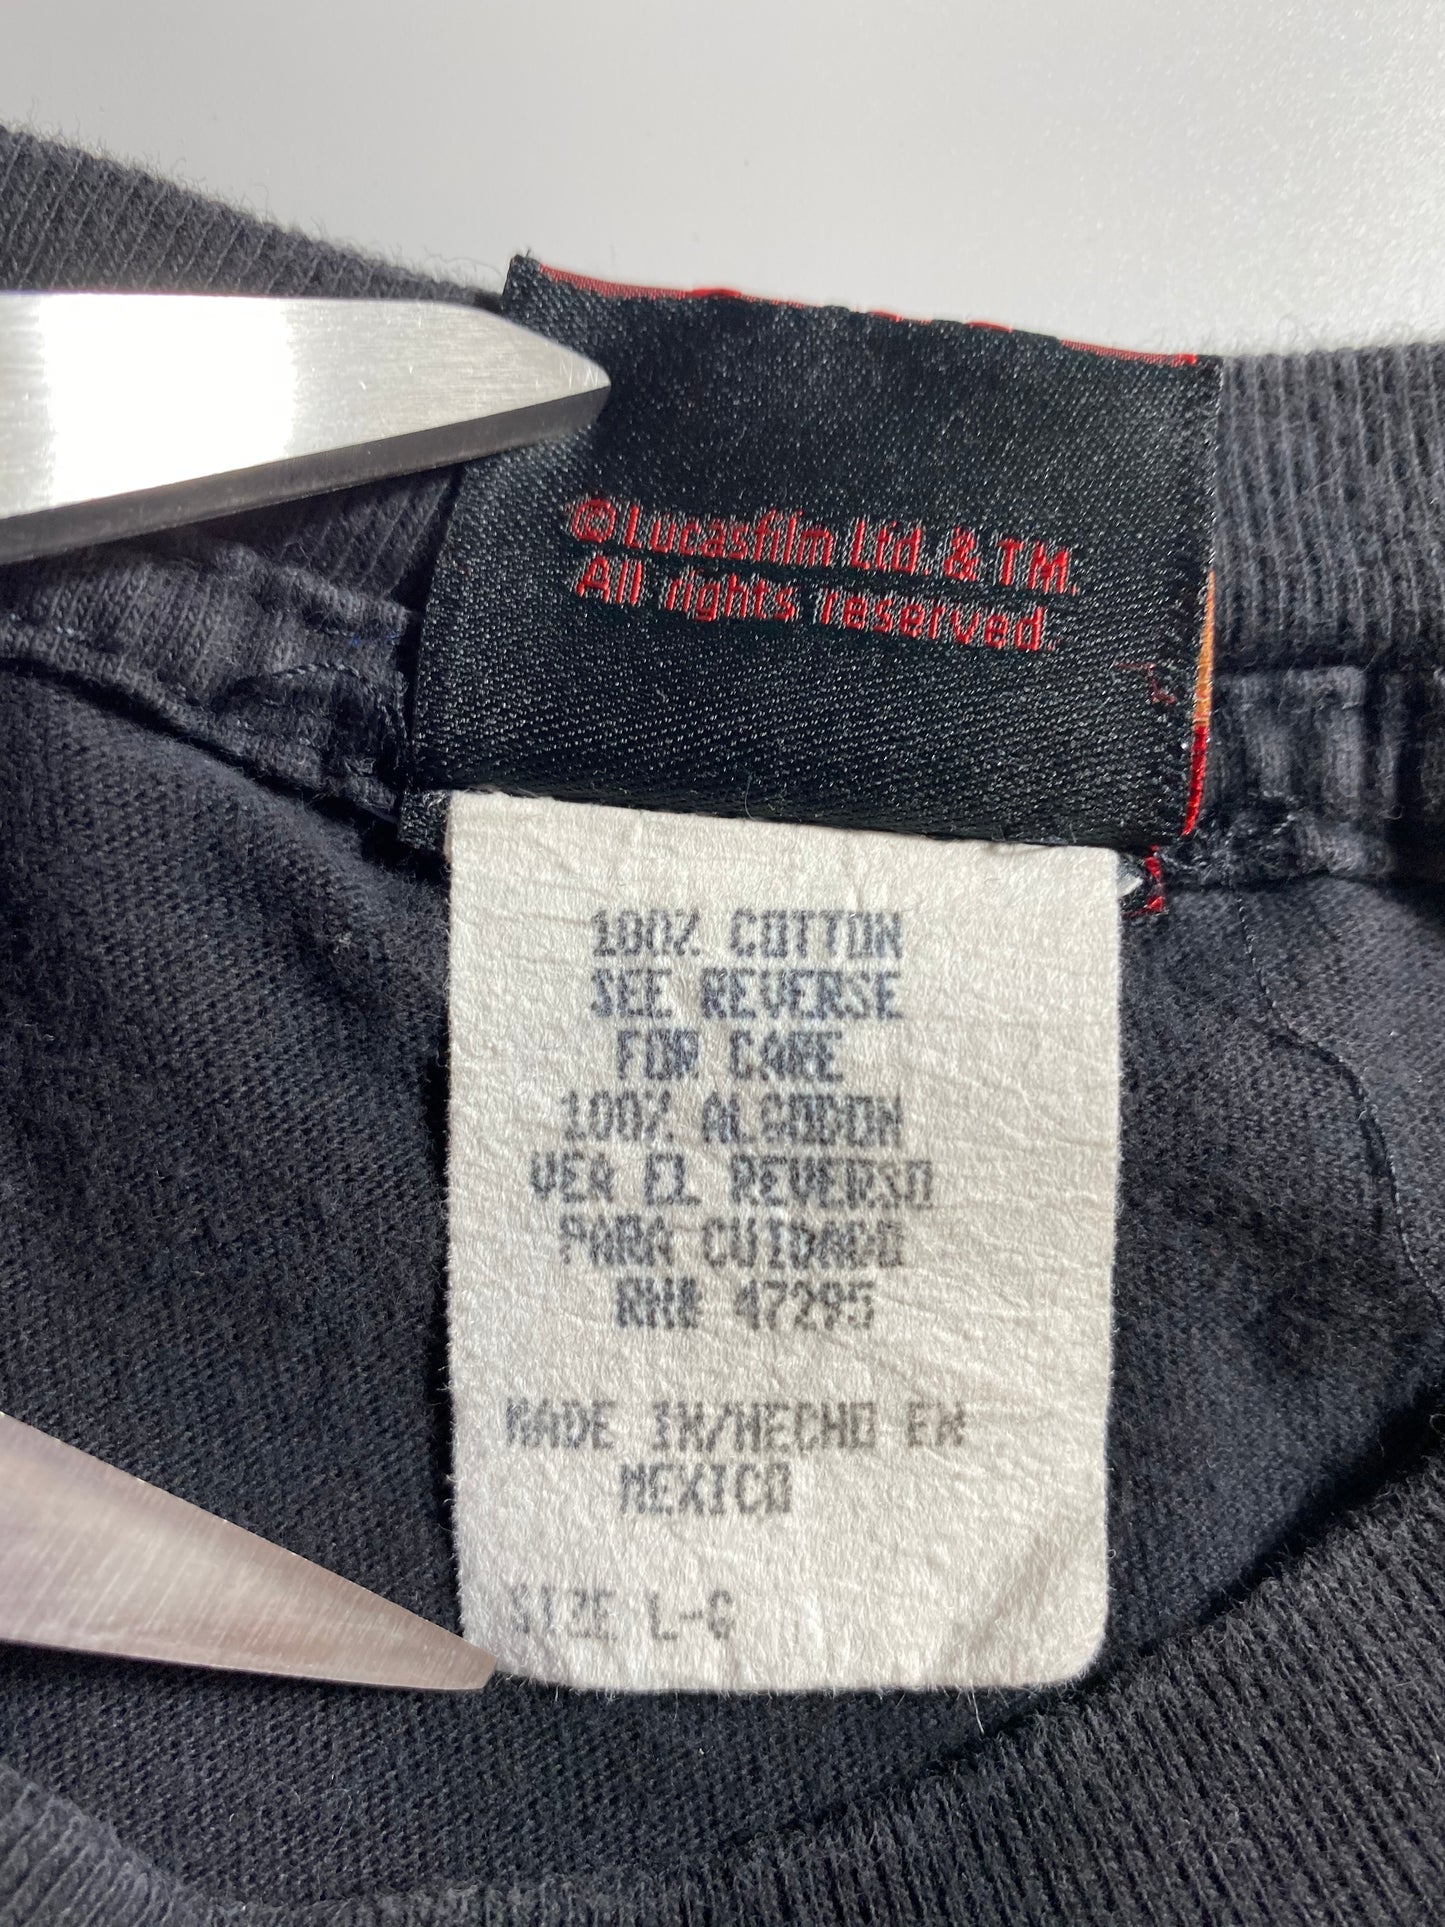 ©Lucasfilm Ltd. & TM.
All rights reserved.
100% COTTON
SEE REVERSE
FOR CARE
100% ALGODON
VEA EL REVERSO
PARA CUIDADO
RN# 47295
MADE IN/HECHO EN
MEXICO
SIZE L-G